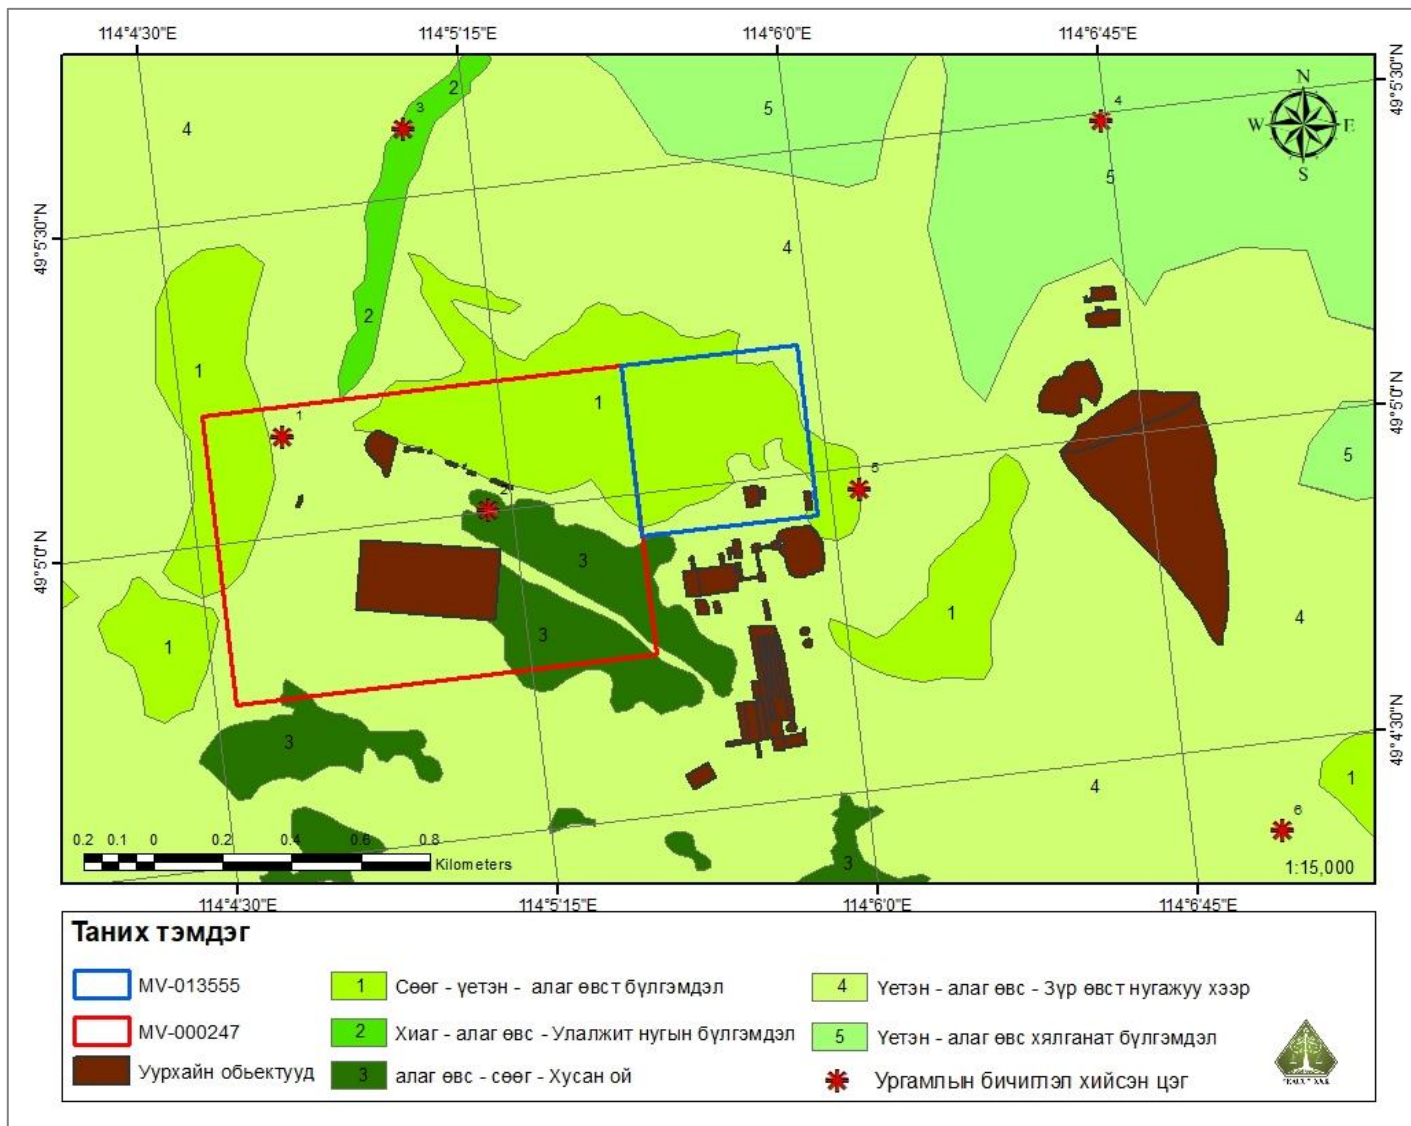 114°4'30"E 114°5'15"E 114°6'0"E 114°6'45"E
49°5'30"N
49°5'30"N
49°5'0"N
49°5'0"N
49°4'30"N
N
W E
S
2
3
4
5
4
5
4
2
1
1
1
5
5
2
3
1
1
3
4
3
4
1
6
3
0.2 0.1 0 0.2 0.4 0.6 0.8
Kilometers
1:15,000
114°4'30"E 114°5'15"E 114°6'0"E 114°6'45"E
Таних тэмдэг
MV-013555
MV-000247
Уурхайн обьектууд
1 Сөөг - үетэн - алаг өвст бүлгэмдэл
2 Хиаг - алаг өвс - Улалжит нугын бүлгэмдэл
3 алаг өвс - сөөг - Хусан ой
4 Үетэн - алаг өвс - Зүр өвст нугажуу хээр
5 Үетэн - алаг өвс хялганат бүлгэмдэл
Ургамлын бичиглэл хийсэн цэг